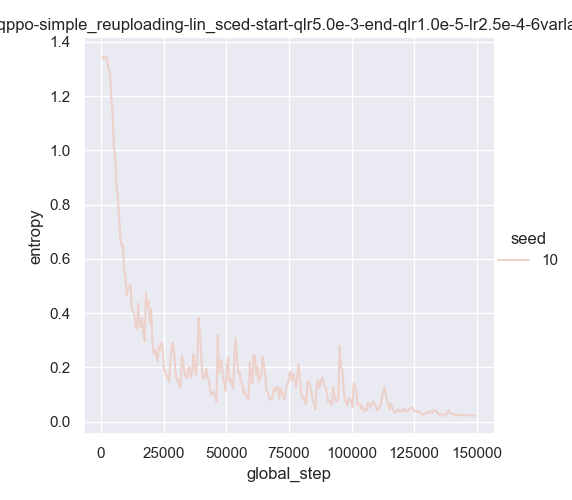 qppo-simple_reuploading-lin_sced-start-qlr5.0e-3-end-qlr1.0e-5-lr2.5e-4-6varla
1.4
1.2
1.0
0.8
0.6
0.4
0.2
0.0
entropy
seed
10
0 25000 50000 75000 100000 125000 150000
global_step